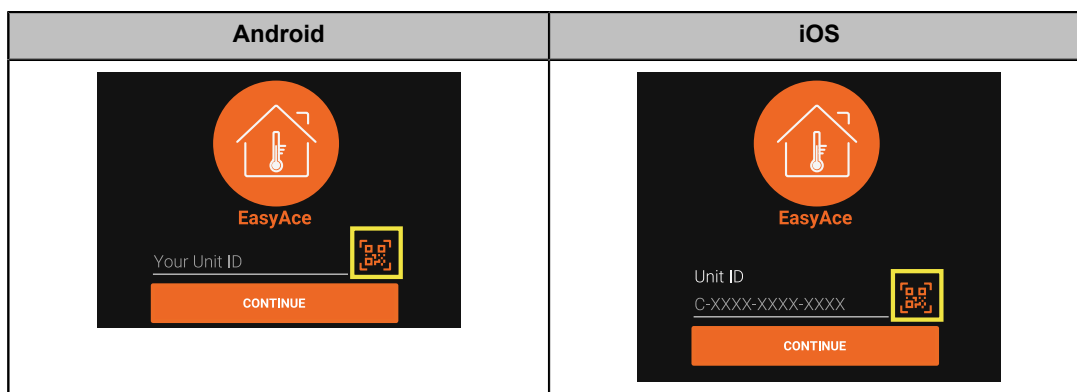 Android
iOS
EasyAce
Your Unit ID
CONTINUE
EasyAce
Unit ID
C-XXXX-XXXX-XXXX
CONTINUE